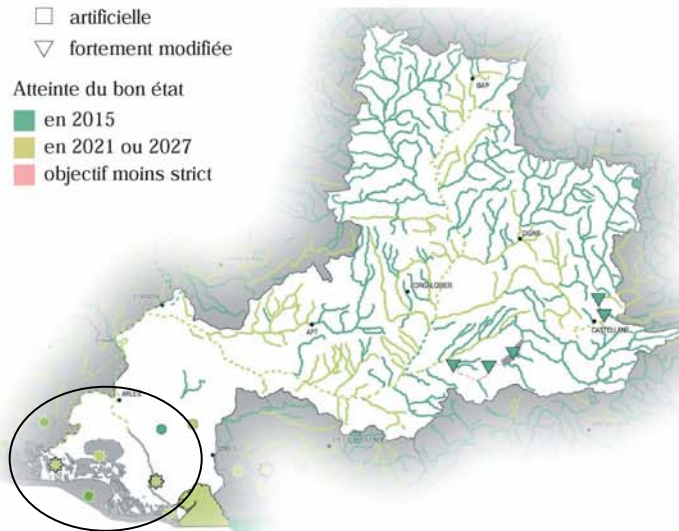 artificielle
fortement modifiée
Atteinte du bon état
en 2015
en 2021 ou 2027
objectif moins strict
GAP
DIGNE
FORCALQUIER
APT
CASTELLANE
ARLES